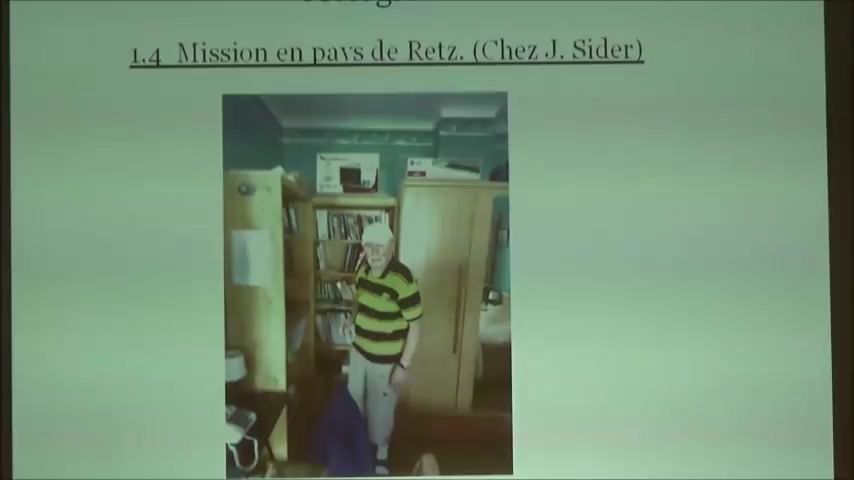 1.4 Mission en pays de Retz. (Chez J. Sider)